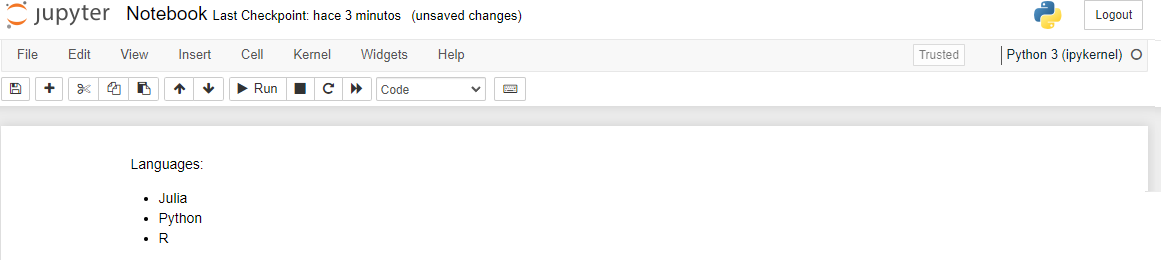 jupyter Notebook Last Checkpoint: hace 3 minutos (unsaved changes) Logout
File Edit View Insert Cell Kernel Widgets Help Trusted Python 3 (ipykernel)
Run Code
Languages:
• Julia
• Python
• R